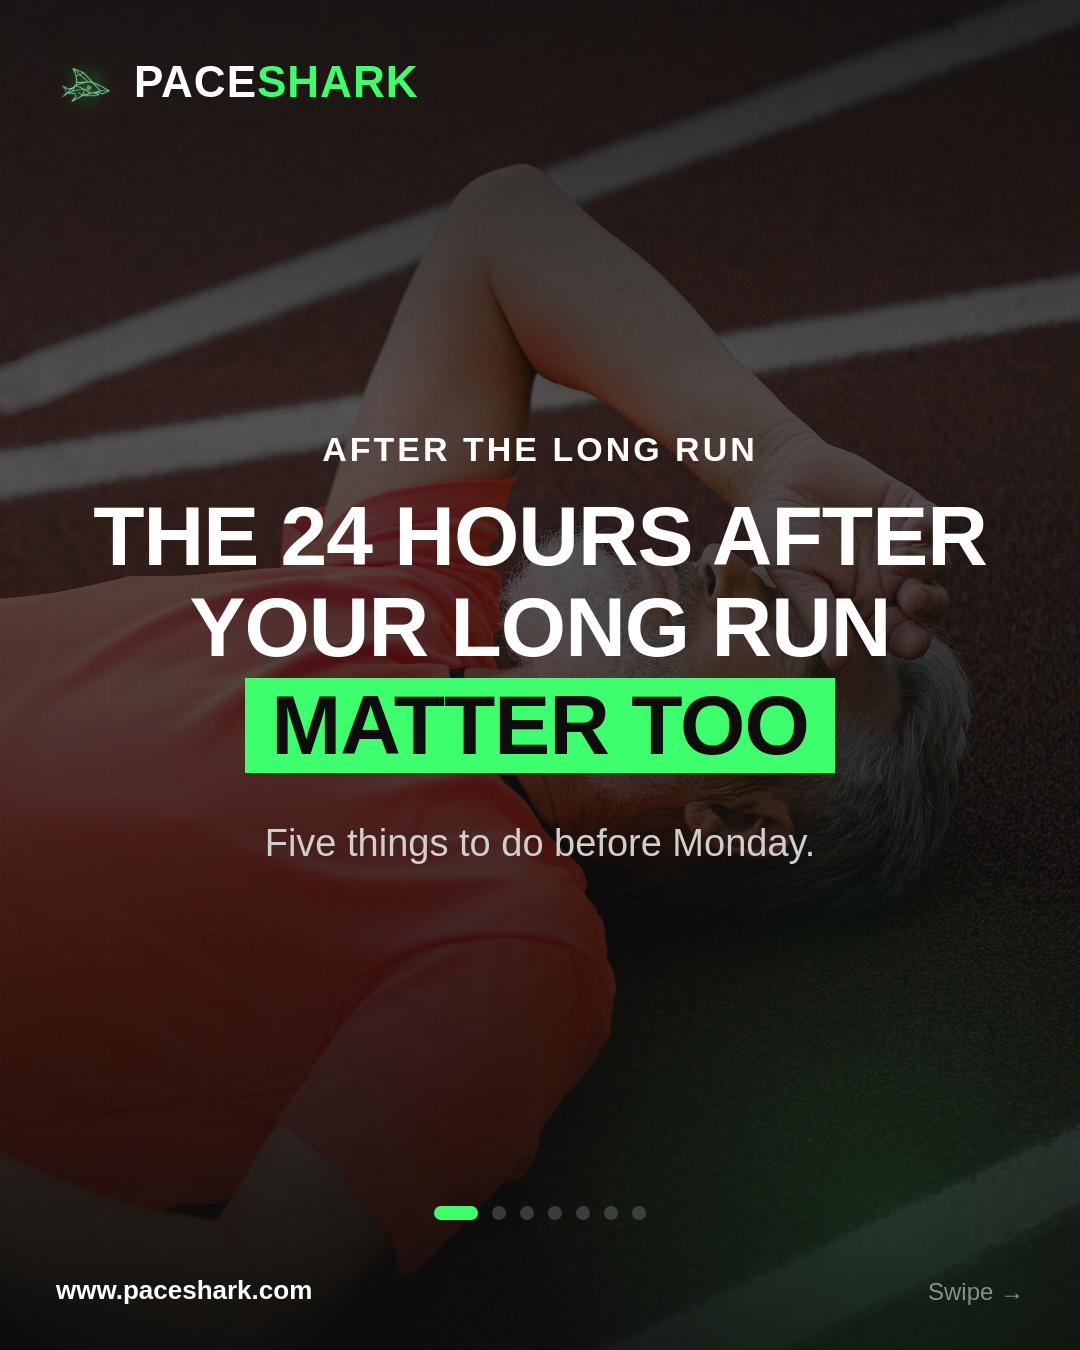 PACESHARK
AFTER THE LONG RUN
THE 24 HOURS AFTER
YOUR LONG RUN
MATTER TOO
Five things to do before Monday.
www.paceshark.com
Swipe →